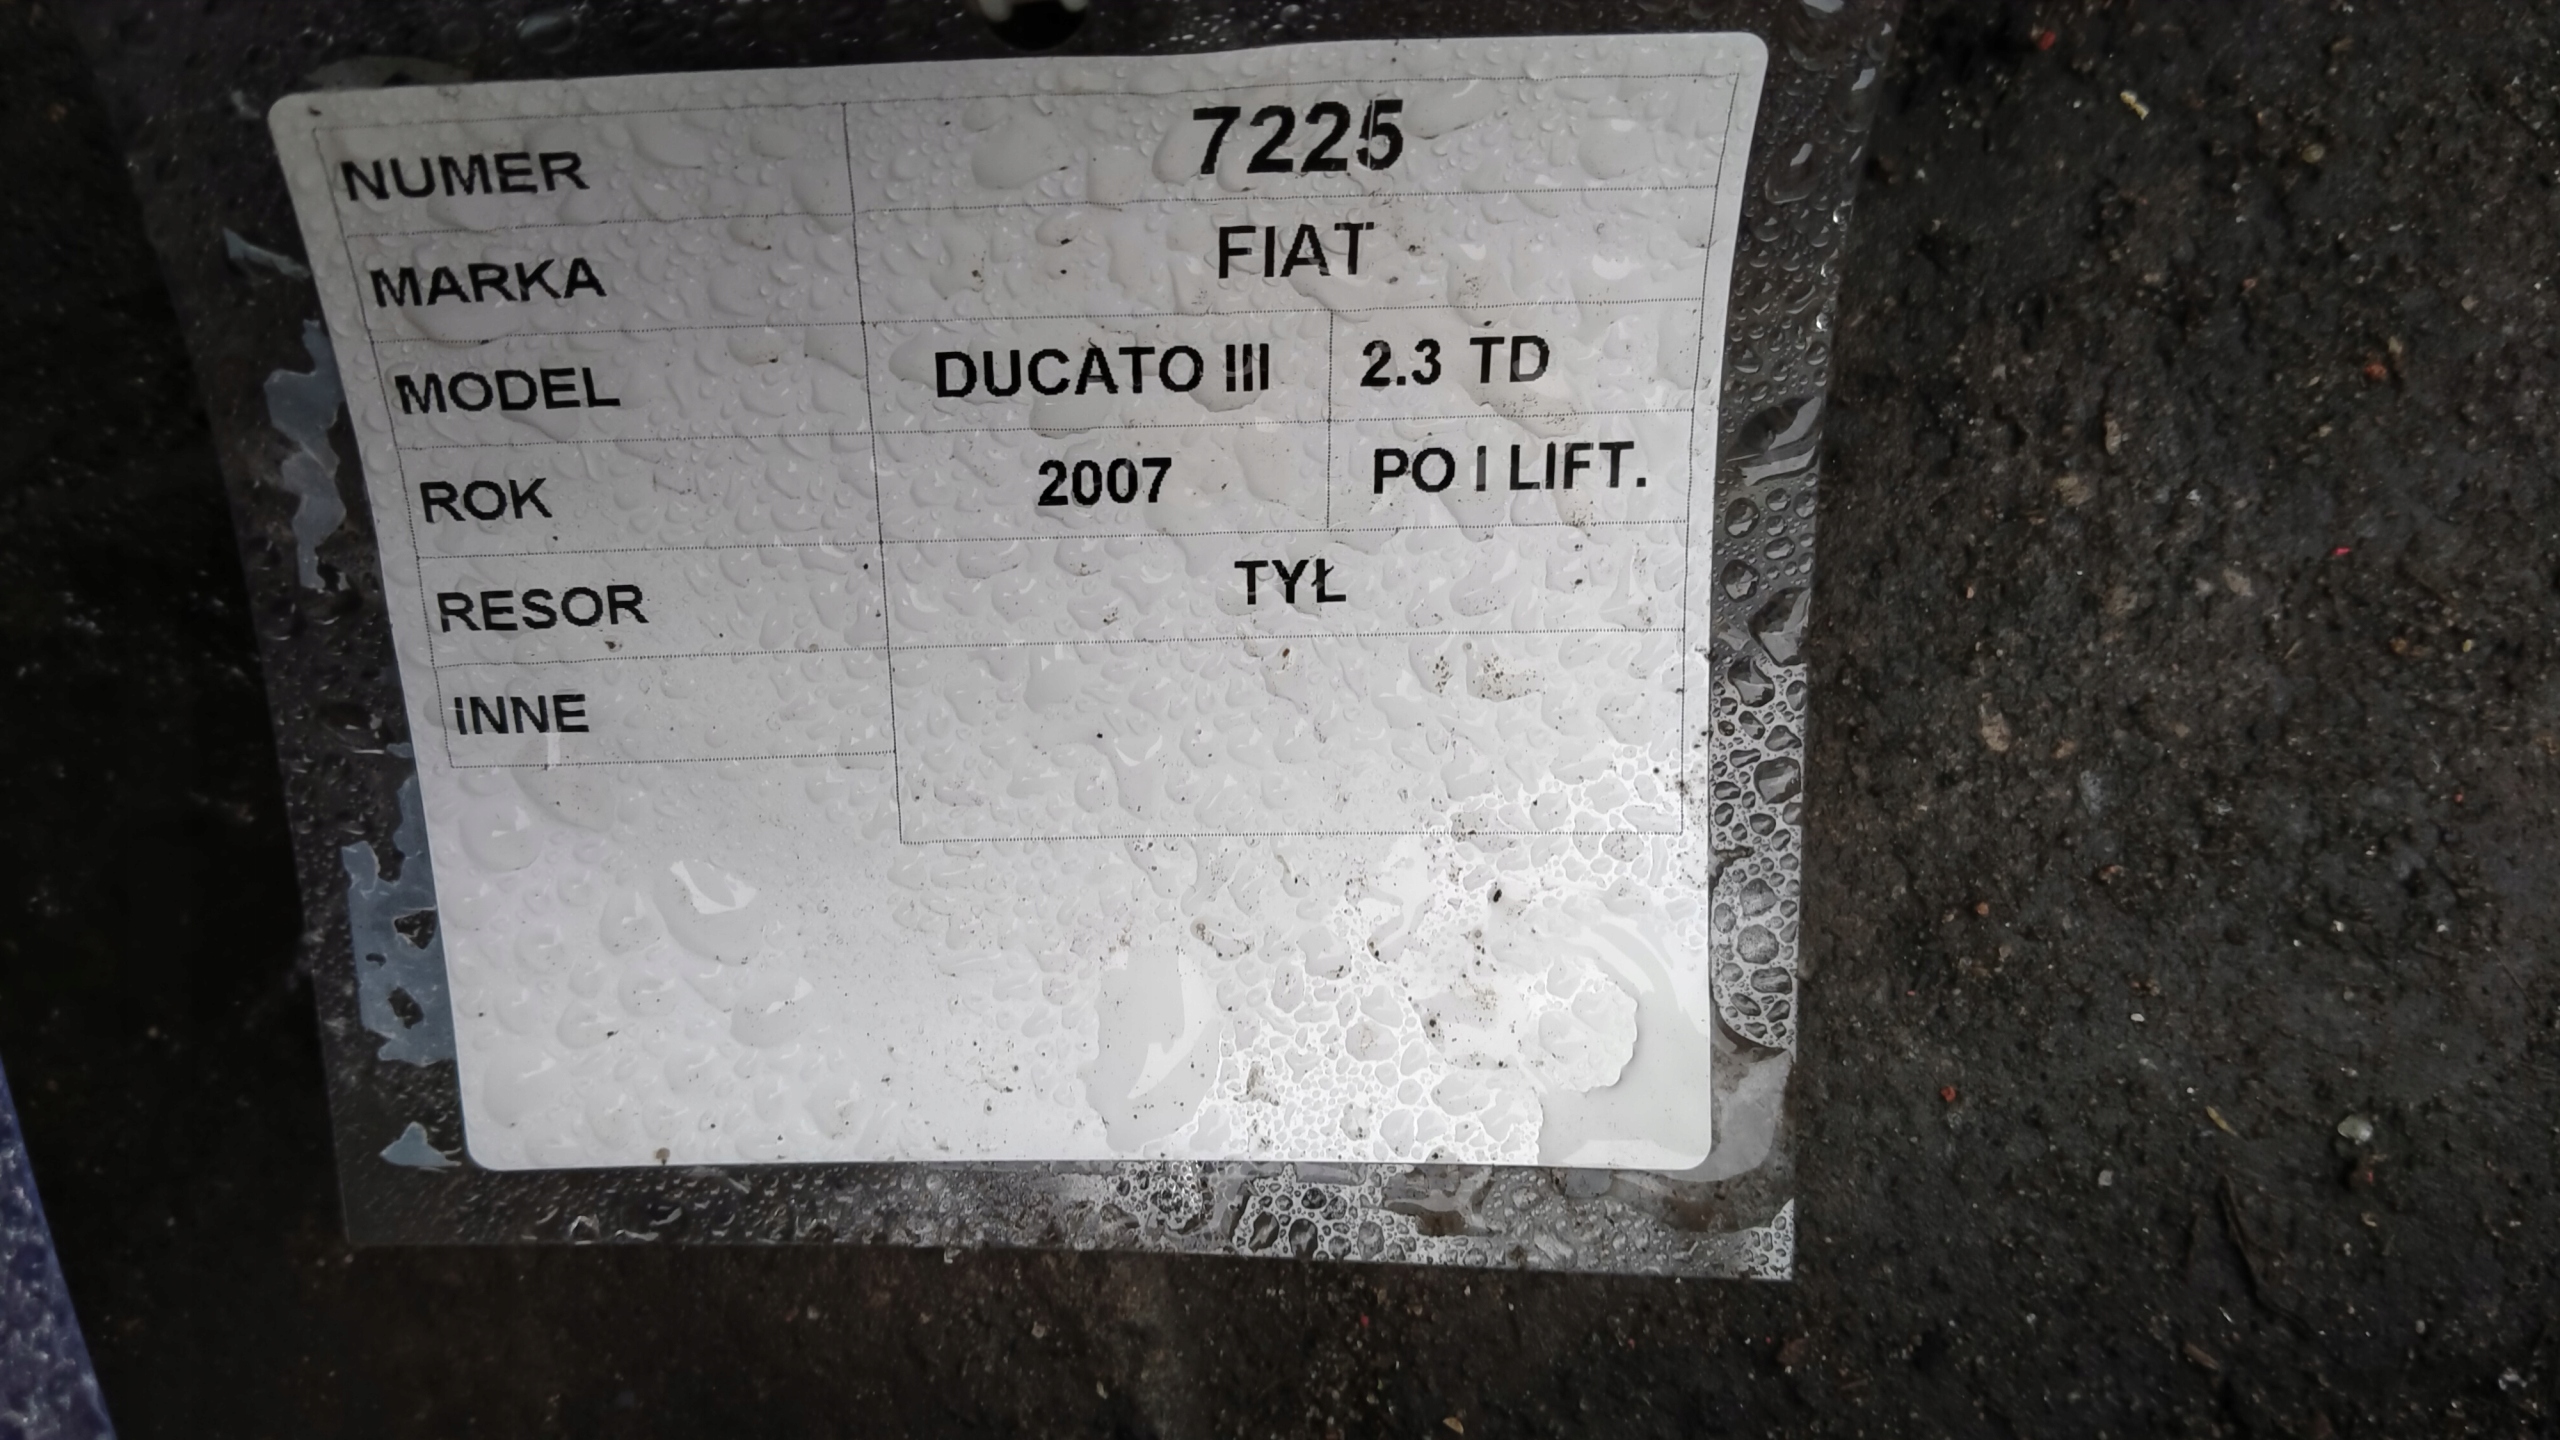 NUMER 7225
MARKA FIAT
MODEL DUCATO III 2.3 TD
ROK 2007 PO I LIFT.
RESOR TYŁ
INNE